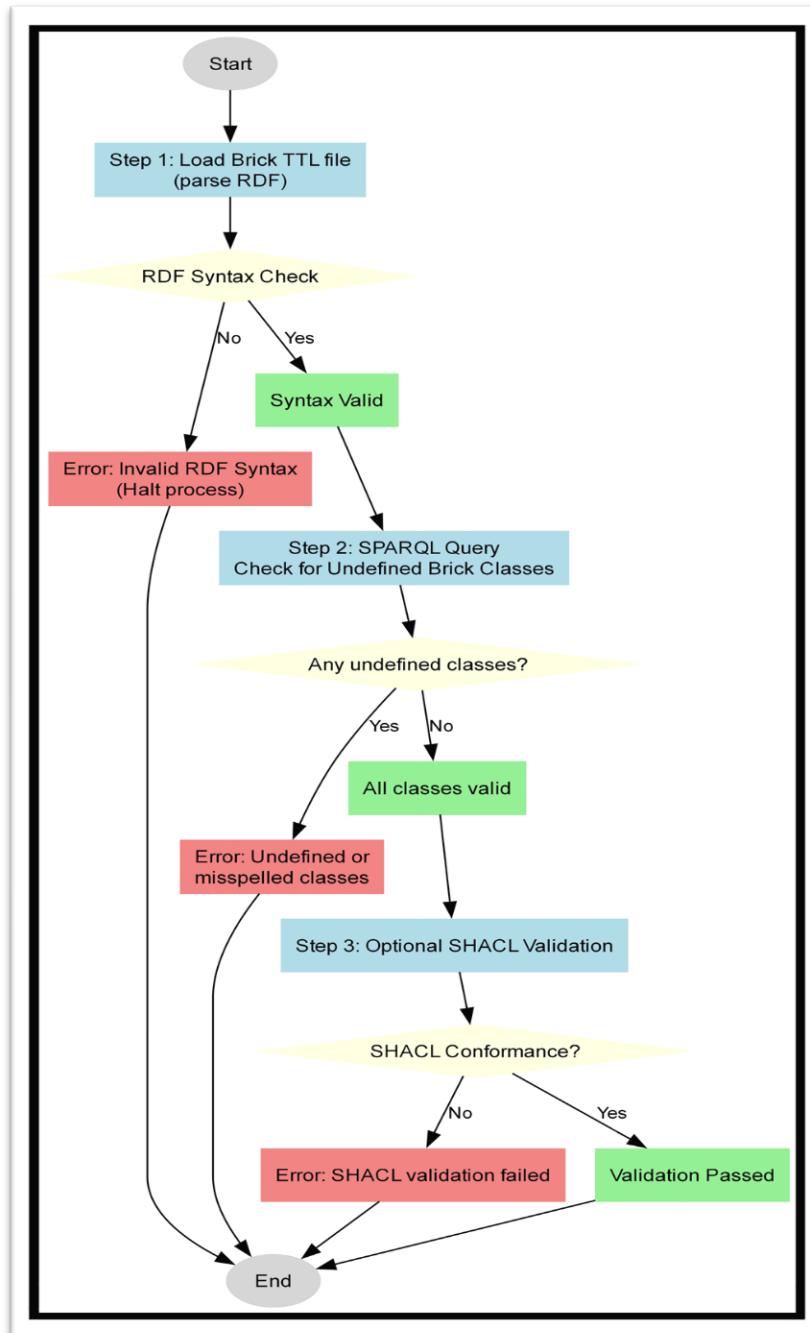 Start
Step 1: Load Brick TTL file
(parse RDF)
RDF Syntax Check
No
Yes
Syntax Valid
Error: Invalid RDF Syntax
(Halt process)
Step 2: SPARQL Query
Check for Undefined Brick Classes
Any undefined classes?
Yes
No
All classes valid
Error: Undefined or
misspelled classes
Step 3: Optional SHACL Validation
SHACL Conformance?
No
Yes
Error: SHACL validation failed
Validation Passed
End